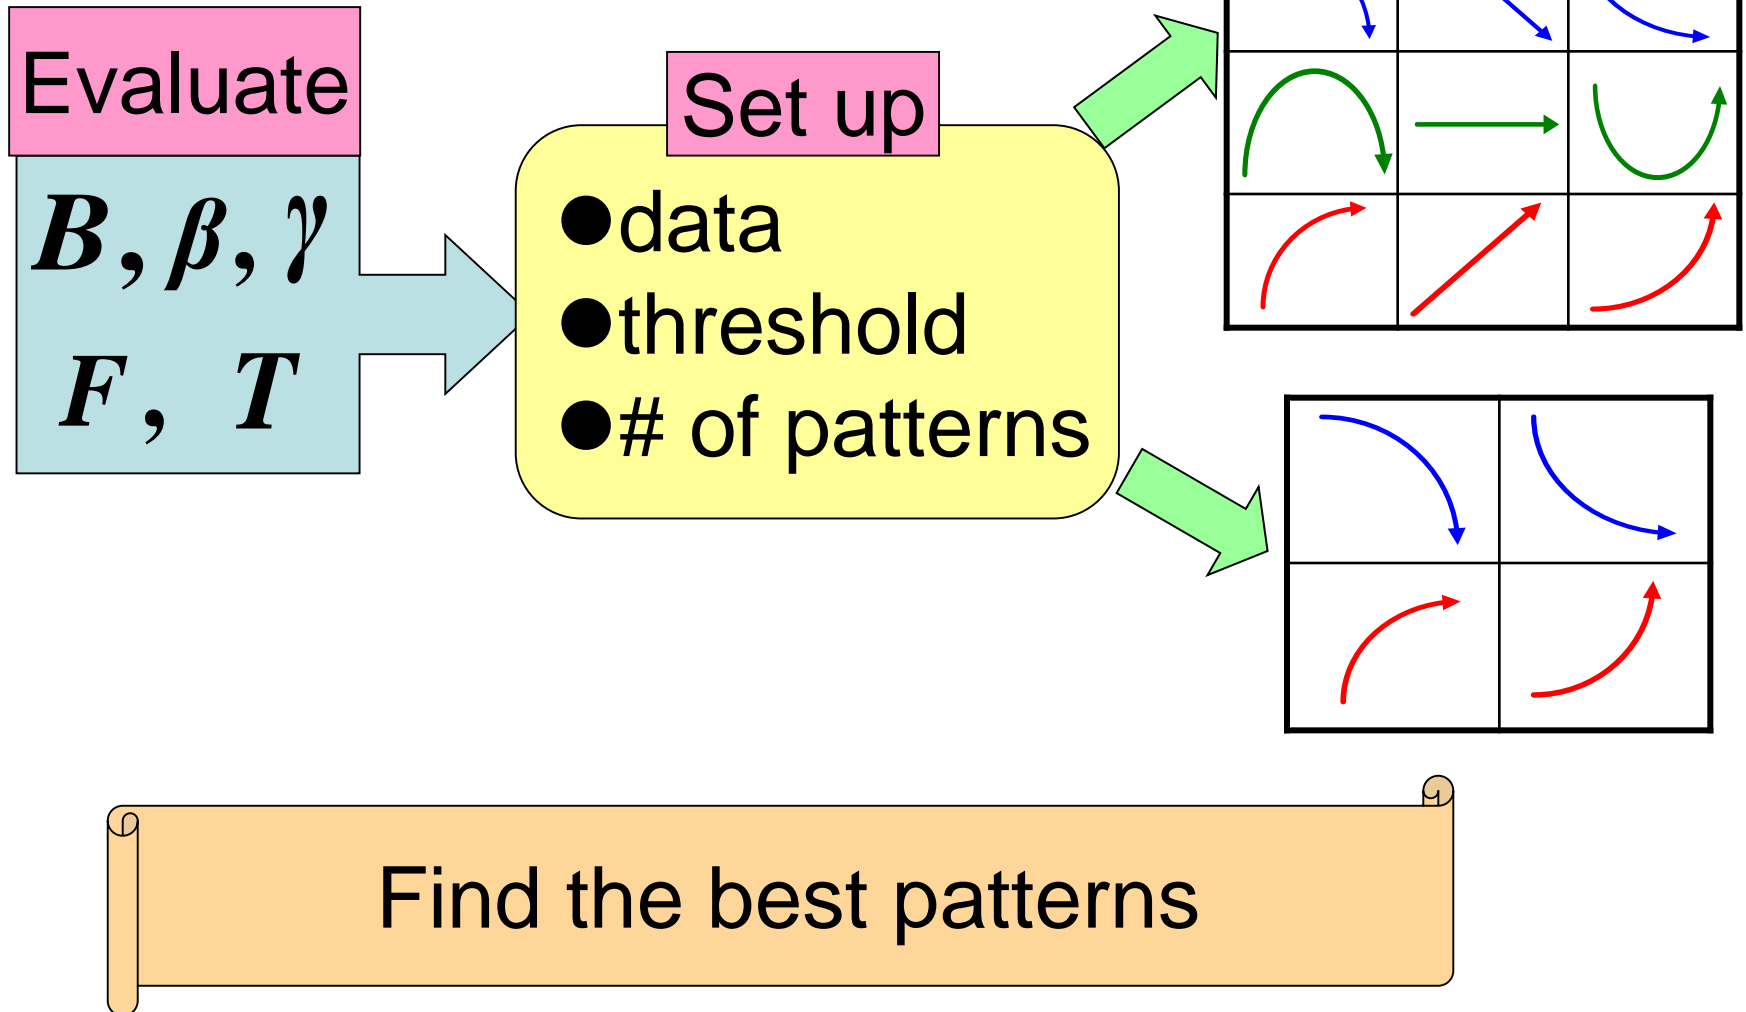 Evaluate
B, β, γ
F, T
Set up
●data
●threshold
●# of patterns
Find the best patterns